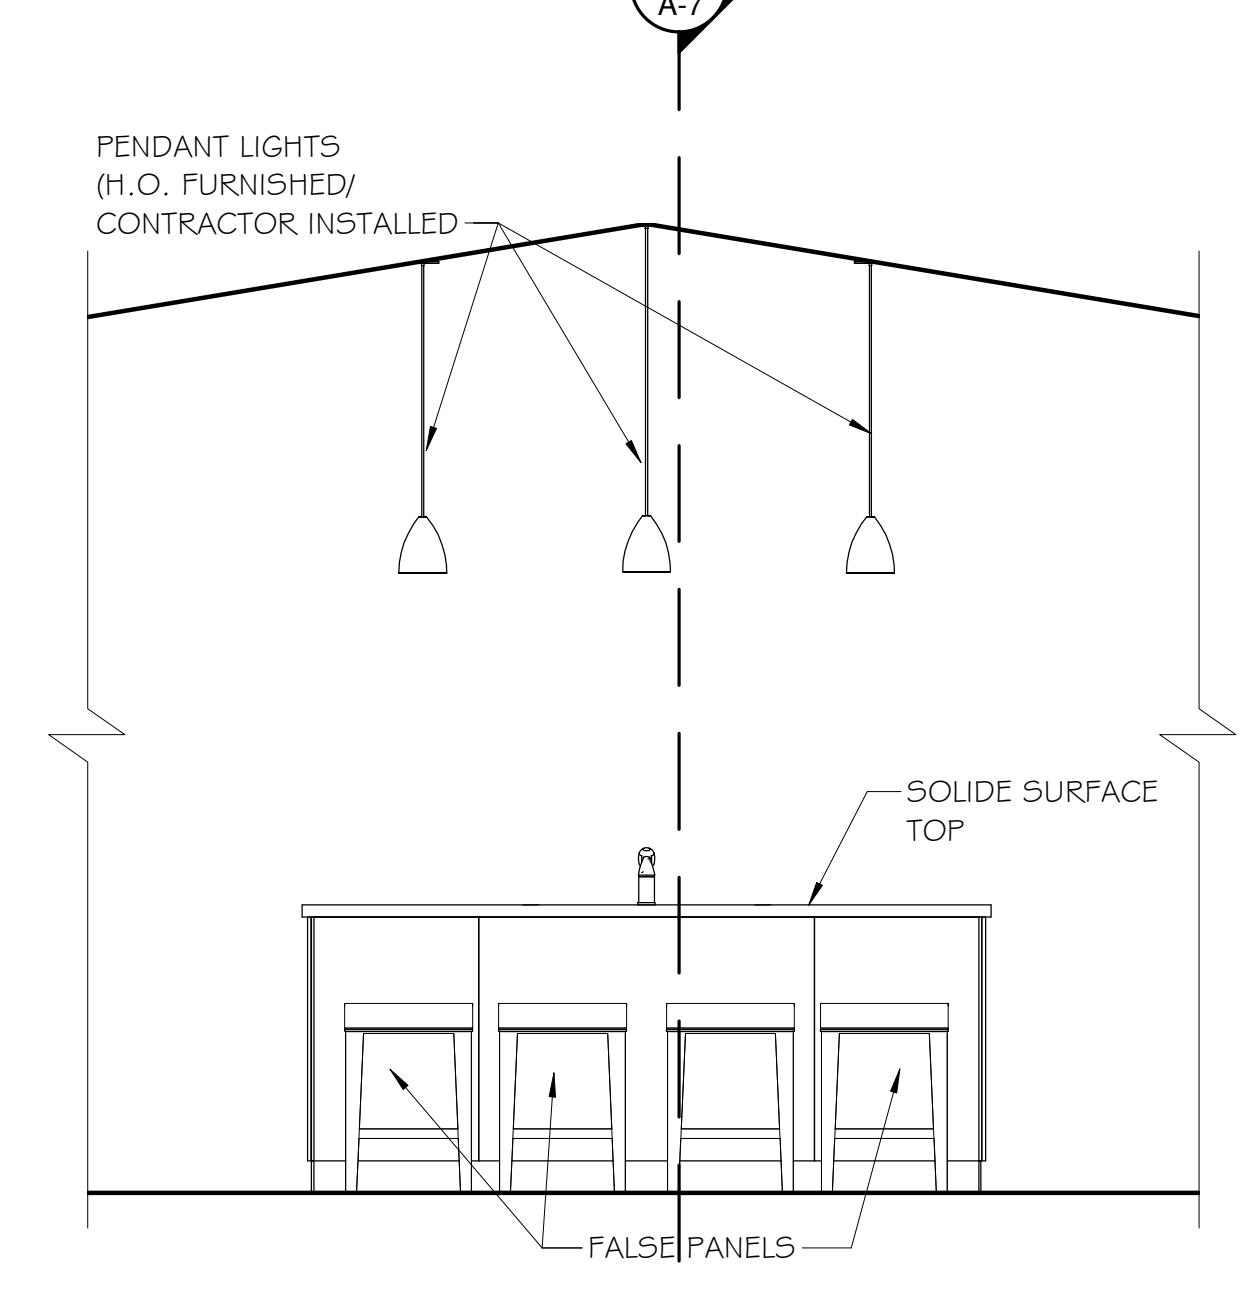 A-7
PENDANT LIGHTS
(H.O. FURNISHED/
CONTRACTOR INSTALLED
SOLIDE SURFACE
TOP
FALSE PANELS